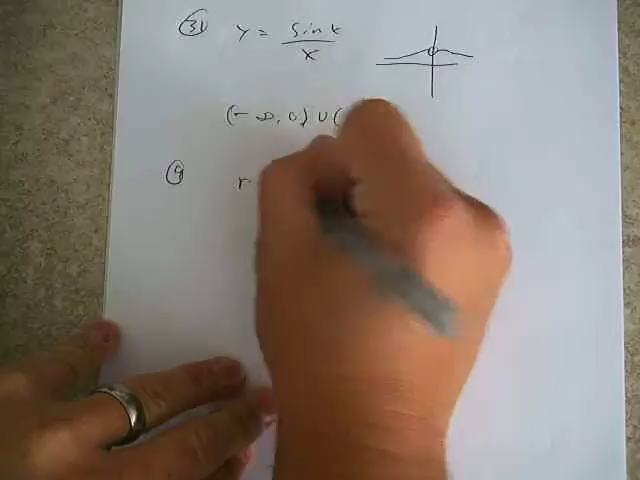 31 y = sin x / x
(-∞, 0) ∪ (
9 r